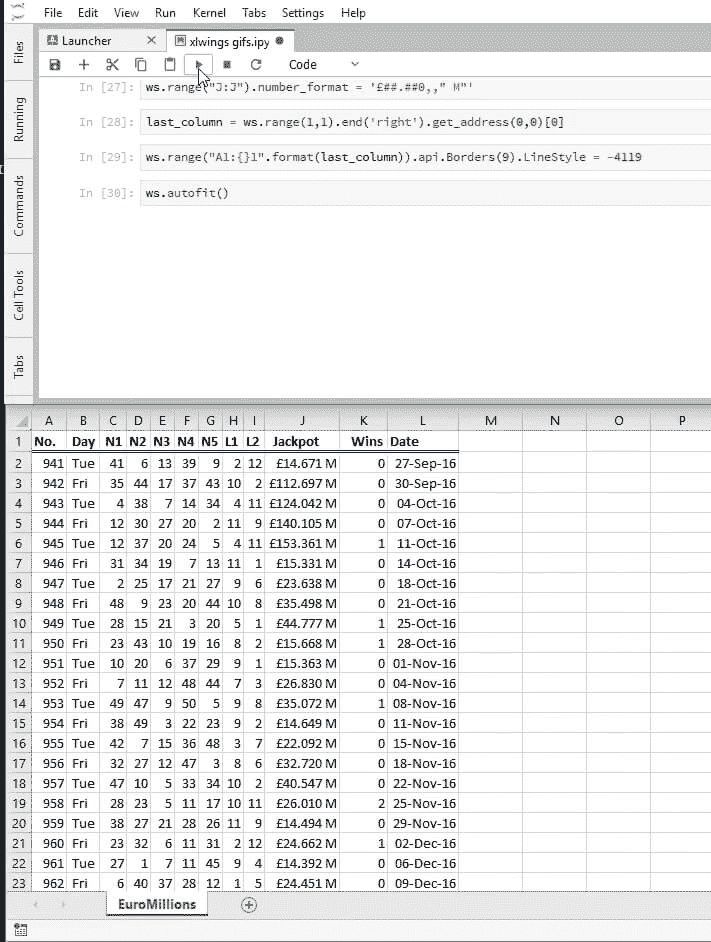 File Edit View Run Kernel Tabs Settings Help
Files
Running
Commands
Cell Tools
Tabs
Launcher xlwings gifs.ipy
Code
In [27]: ws.range("J:J").number_format = '£##.##0,," M"'
In [28]: last_column = ws.range(1,1).end('right').get_address(0,0)[0]
In [29]: ws.range("A1:{}1".format(last_column)).api.Borders(9).LineStyle = -4119
In [30]: ws.autofit()
A B C D E F G H I J K L M N O P
1 No. Day N1 N2 N3 N4 N5 L1 L2 Jackpot Wins Date
2 941 Tue 41 6 13 39 9 2 12 £14.671 M 0 27-Sep-16
3 942 Fri 35 44 17 37 43 10 2 £112.697 M 0 30-Sep-16
4 943 Tue 4 38 7 14 34 4 11 £124.042 M 0 04-Oct-16
5 944 Fri 12 30 27 20 2 11 9 £140.105 M 0 07-Oct-16
6 945 Tue 12 37 20 24 5 4 11 £153.361 M 1 11-Oct-16
7 946 Fri 31 34 19 7 13 11 1 £15.331 M 0 14-Oct-16
8 947 Tue 2 25 17 21 27 9 6 £23.638 M 0 18-Oct-16
9 948 Fri 48 9 23 20 44 10 8 £35.498 M 0 21-Oct-16
10 949 Tue 28 15 21 3 20 5 1 £44.777 M 1 25-Oct-16
11 950 Fri 23 43 10 19 16 8 2 £15.668 M 1 28-Oct-16
12 951 Tue 10 20 6 37 29 9 1 £15.363 M 0 01-Nov-16
13 952 Fri 7 11 12 48 44 7 3 £26.830 M 0 04-Nov-16
14 953 Tue 49 47 9 50 5 9 8 £35.072 M 1 08-Nov-16
15 954 Fri 38 49 3 22 23 9 2 £14.649 M 0 11-Nov-16
16 955 Tue 42 7 15 36 48 3 7 £22.092 M 0 15-Nov-16
17 956 Fri 32 27 12 47 3 8 6 £32.720 M 0 18-Nov-16
18 957 Tue 47 10 5 33 34 10 2 £40.547 M 0 22-Nov-16
19 958 Fri 28 23 5 11 17 10 11 £26.010 M 2 25-Nov-16
20 959 Tue 38 27 21 28 26 11 9 £14.494 M 0 29-Nov-16
21 960 Fri 23 32 6 11 31 2 12 £24.662 M 1 02-Dec-16
22 961 Tue 27 1 7 11 45 9 4 £14.392 M 0 06-Dec-16
23 962 Fri 6 40 37 28 12 1 5 £24.451 M 0 09-Dec-16
EuroMillions